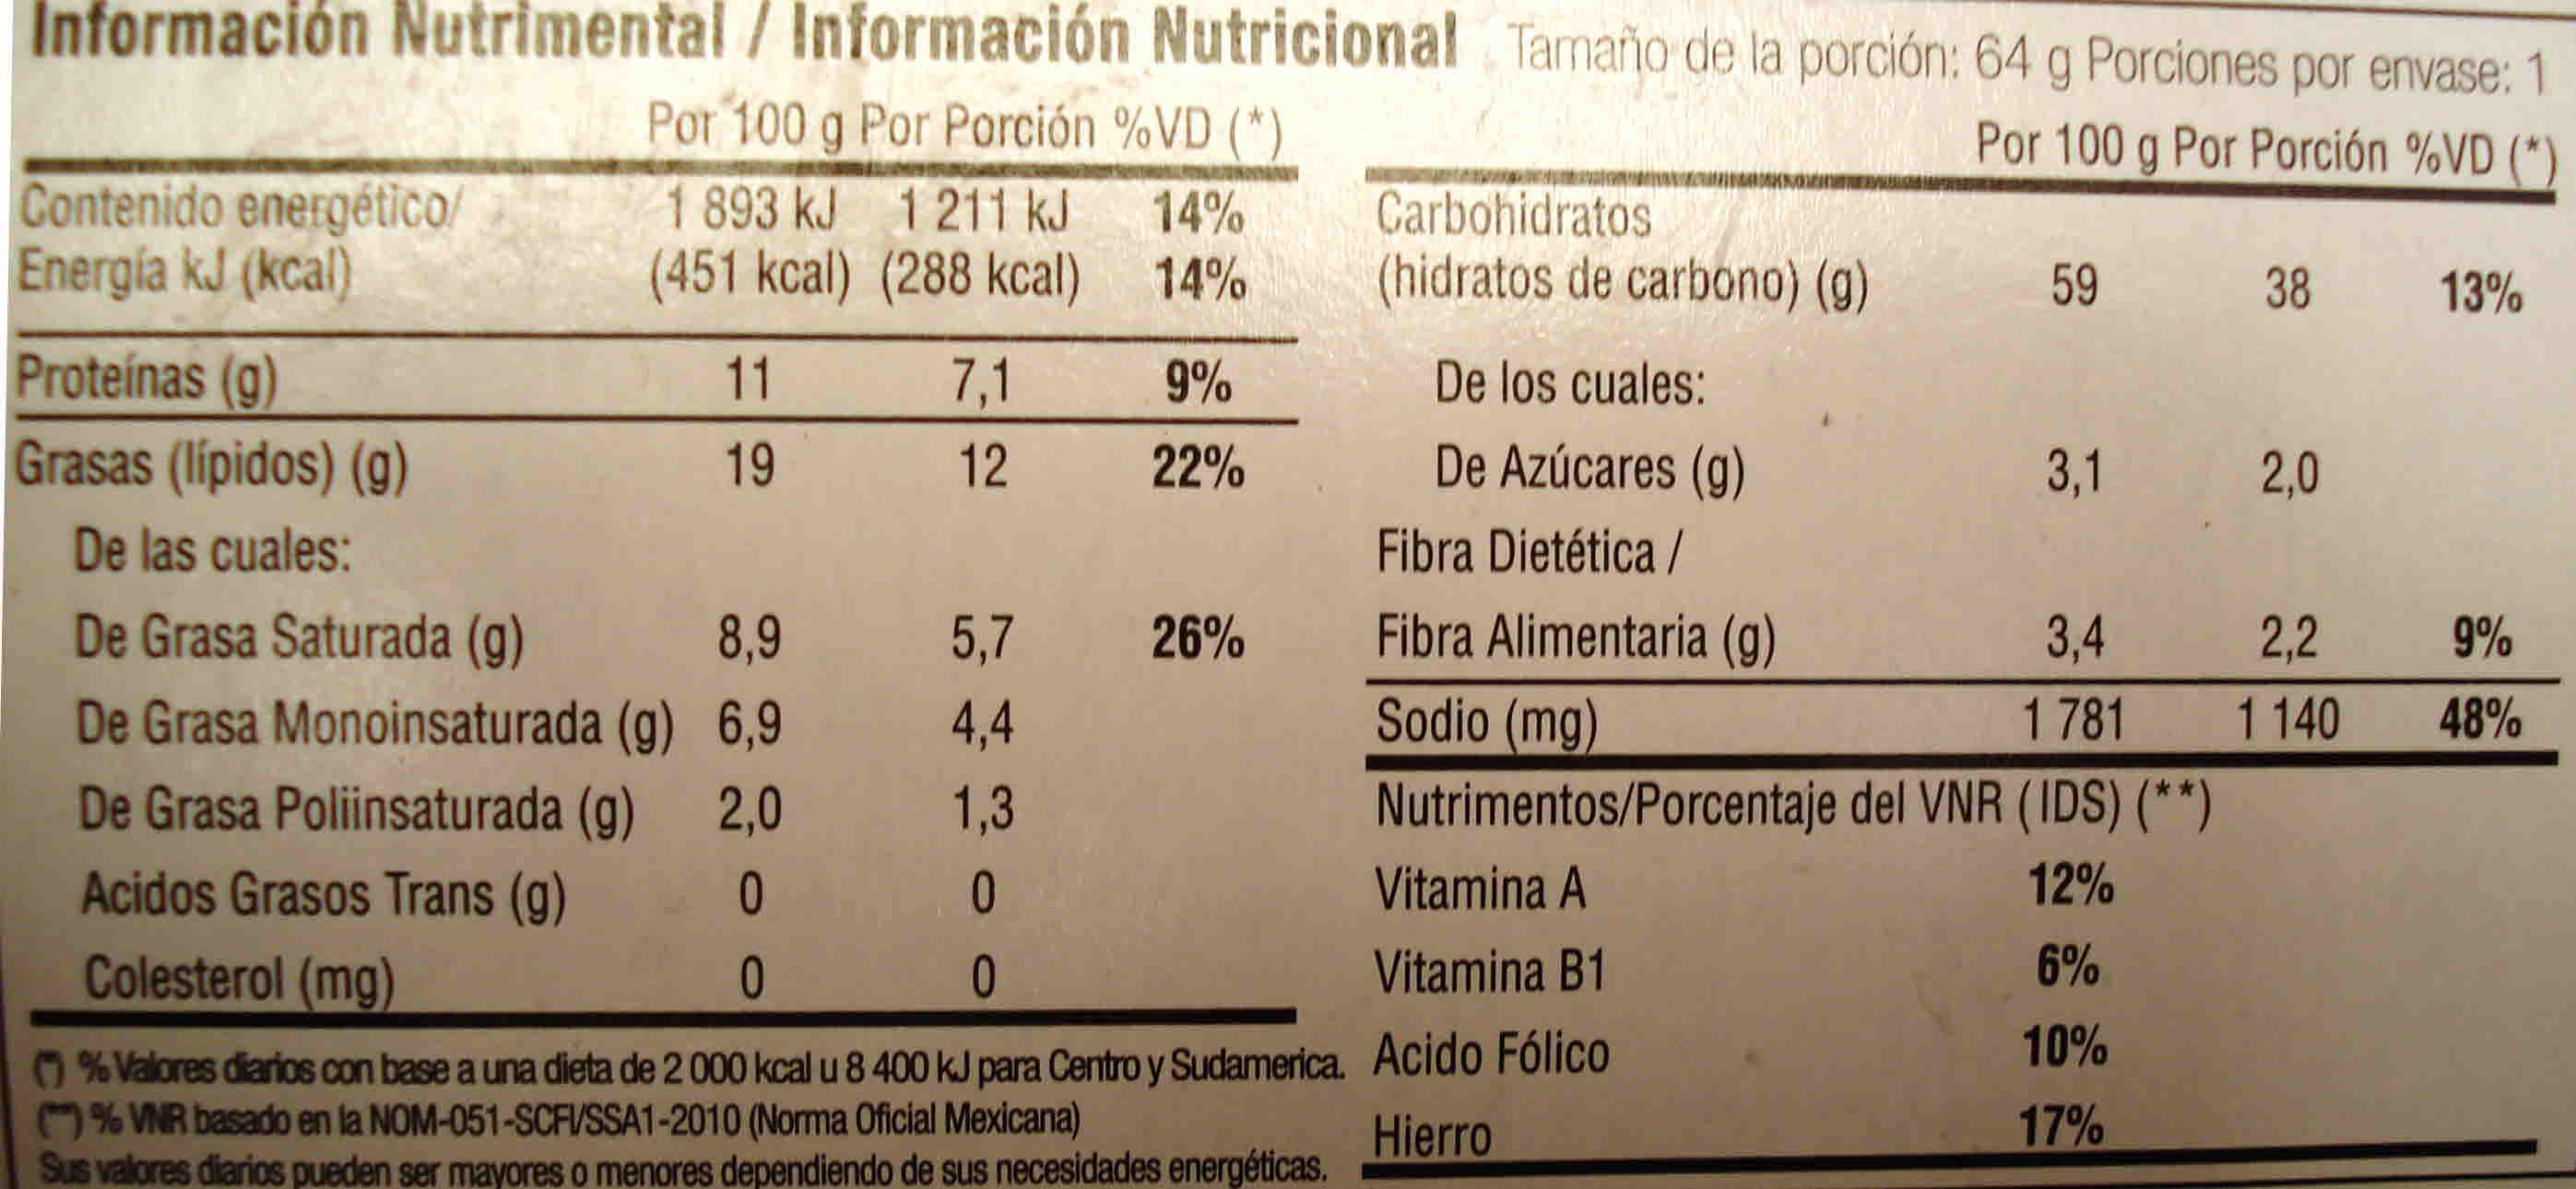 Información Nutrimental / Información Nutricional Tamaño de la porción: 64 g Porciones por envase: 1
Por 100 g Por Porción %VD (*)
Contenido energético/ 1 893 kJ 1 211 kJ 14%
Energía kJ (kcal) (451 kcal) (288 kcal) 14%
Proteínas (g) 11 7,1 9%
Grasas (lípidos) (g) 19 12 22%
De las cuales:
De Grasa Saturada (g) 8,9 5,7 26%
De Grasa Monoinsaturada (g) 6,9 4,4
De Grasa Poliinsaturada (g) 2,0 1,3
Acidos Grasos Trans (g) 0 0
Colesterol (mg) 0 0
(*) % Valores diarios con base a una dieta de 2 000 kcal u 8 400 kJ para Centro y Sudamerica.
(**) % VNR basado en la NOM-051-SCFI/SSA1-2010 (Norma Oficial Mexicana)
Sus valores diarios pueden ser mayores o menores dependiendo de sus necesidades energéticas.
Por 100 g Por Porción %VD (*)
Carbohidratos
(hidratos de carbono) (g) 59 38 13%
De los cuales:
De Azúcares (g) 3,1 2,0
Fibra Dietética /
Fibra Alimentaria (g) 3,4 2,2 9%
Sodio (mg) 1 781 1 140 48%
Nutrimentos/Porcentaje del VNR ( IDS) (**)
Vitamina A 12%
Vitamina B1 6%
Acido Fólico 10%
Hierro 17%